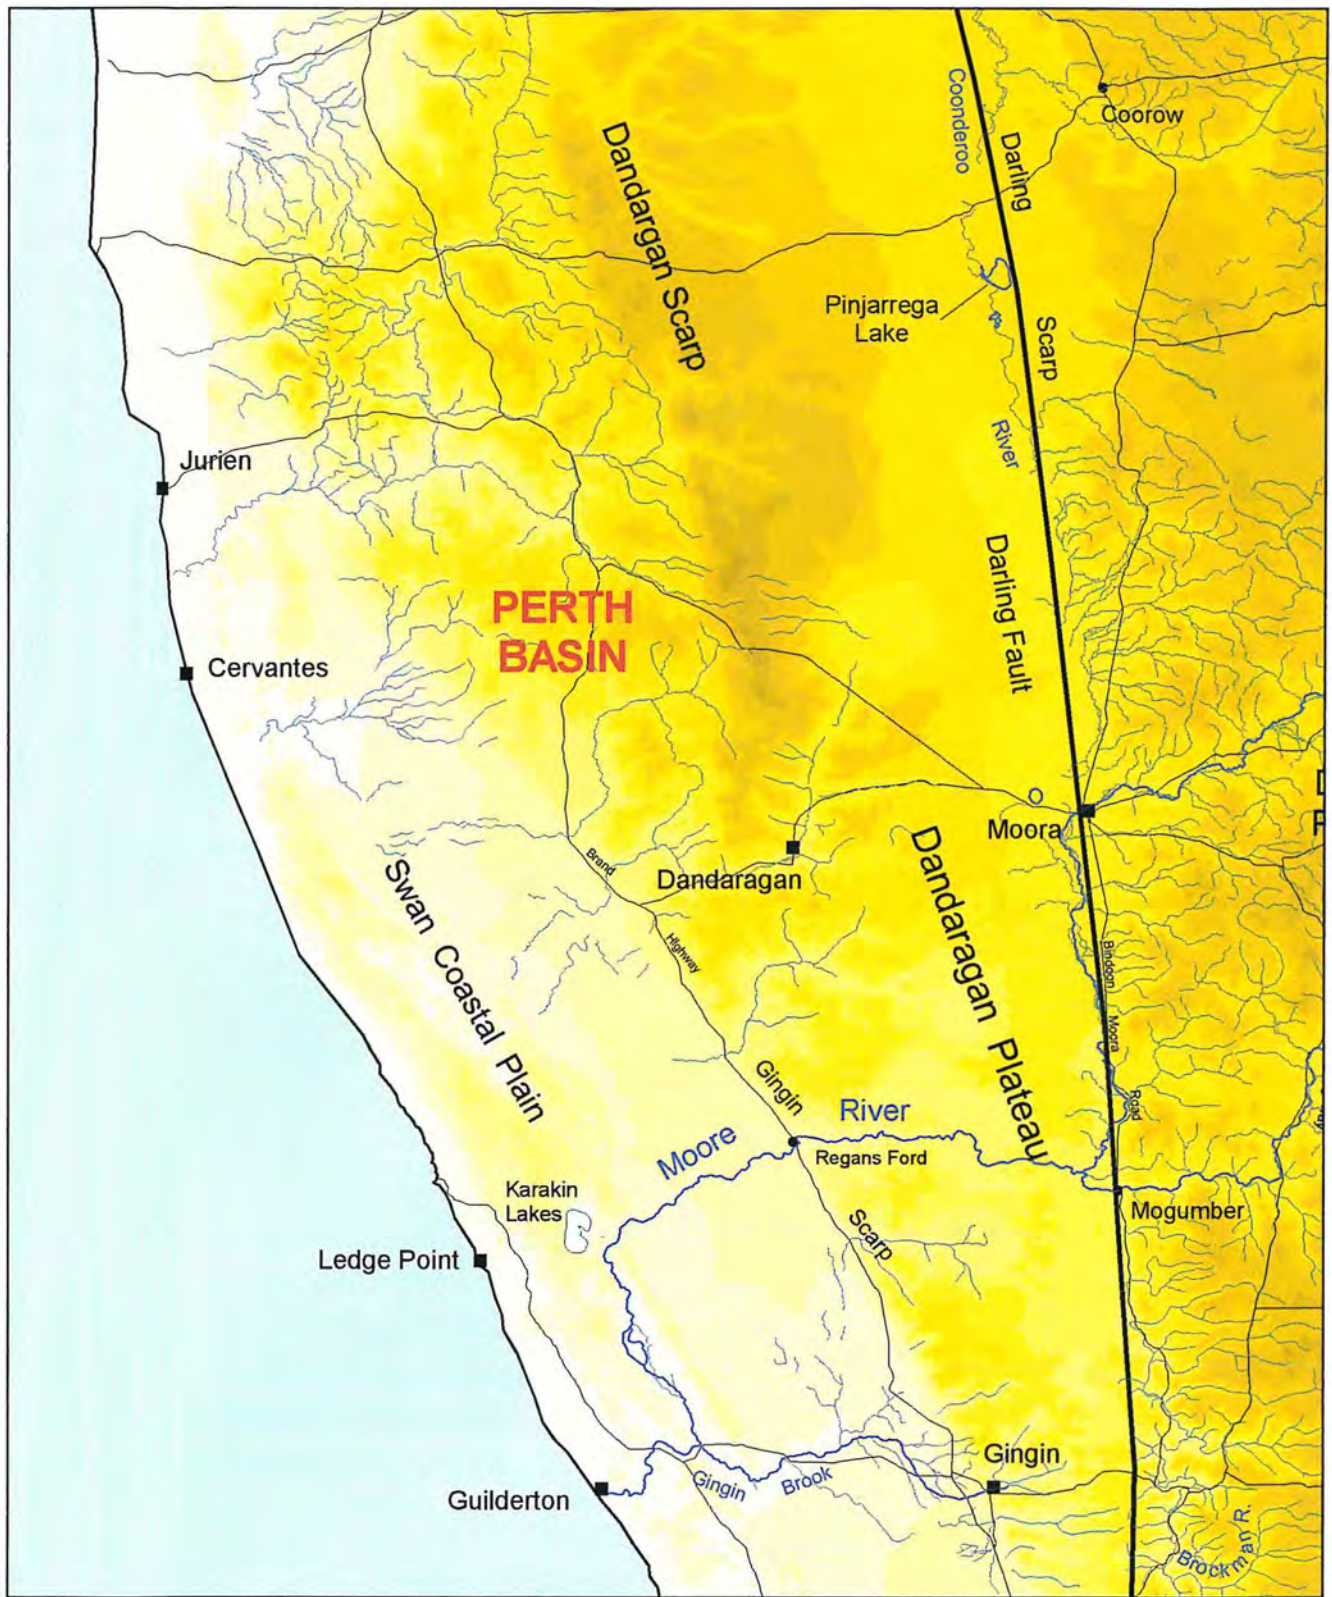 Coorow
Coonderoo
Darling
Dandargan Scarp
Pinjarrega
Lake
Scarp
River
Jurien
Darling Fault
PERTH
BASIN
Cervantes
Moora
Dandaragan
Brand
Highway
Swan Coastal Plain
Dandaragan Plateau
Bindoon
Moora
Road
Gingin
River
Moore
Regans Ford
Karakin
Lakes
Mogumber
Scarp
Ledge Point
Gingin
Gingin
Brook
Guilderton
Brockman R.